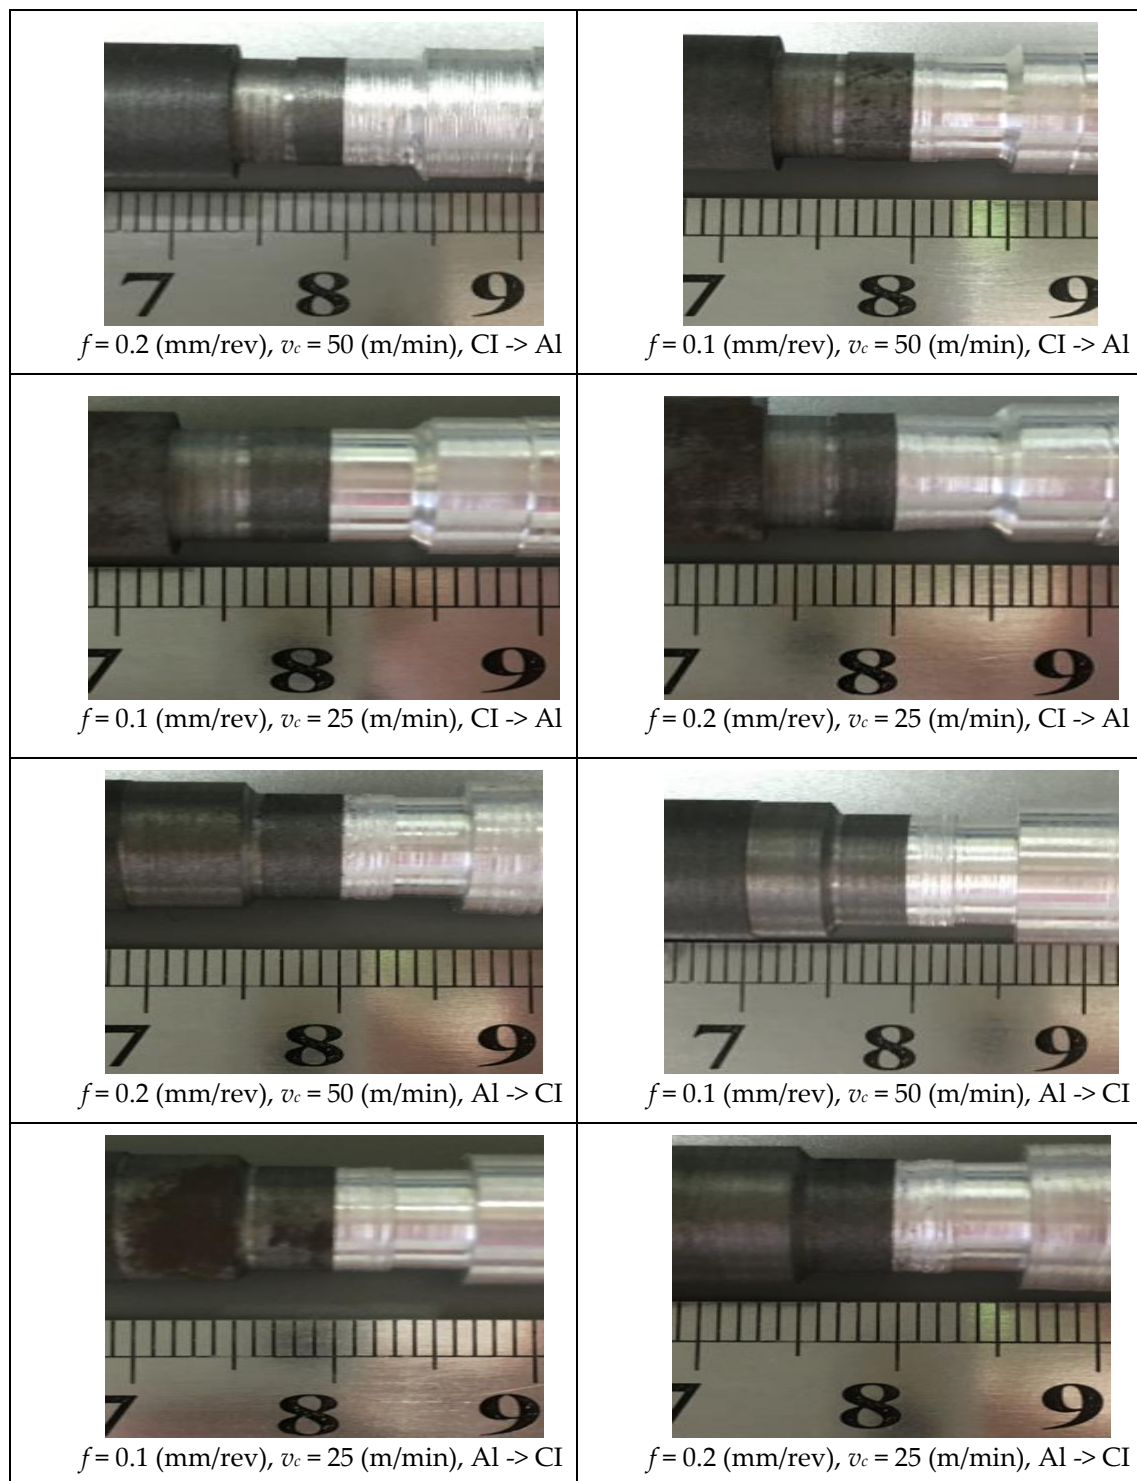 7 8 9
7 8 9
f = 0.2 (mm/rev), vc = 50 (m/min), CI -> Al
f = 0.1 (mm/rev), vc = 50 (m/min), CI -> Al
7 8 9
7 8 9
f = 0.1 (mm/rev), vc = 25 (m/min), CI -> Al
f = 0.2 (mm/rev), vc = 25 (m/min), CI -> Al
7 8 9
7 8 9
f = 0.2 (mm/rev), vc = 50 (m/min), Al -> CI
f = 0.1 (mm/rev), vc = 50 (m/min), Al -> CI
7 8 9
7 8 9
f = 0.1 (mm/rev), vc = 25 (m/min), Al -> CI
f = 0.2 (mm/rev), vc = 25 (m/min), Al -> CI